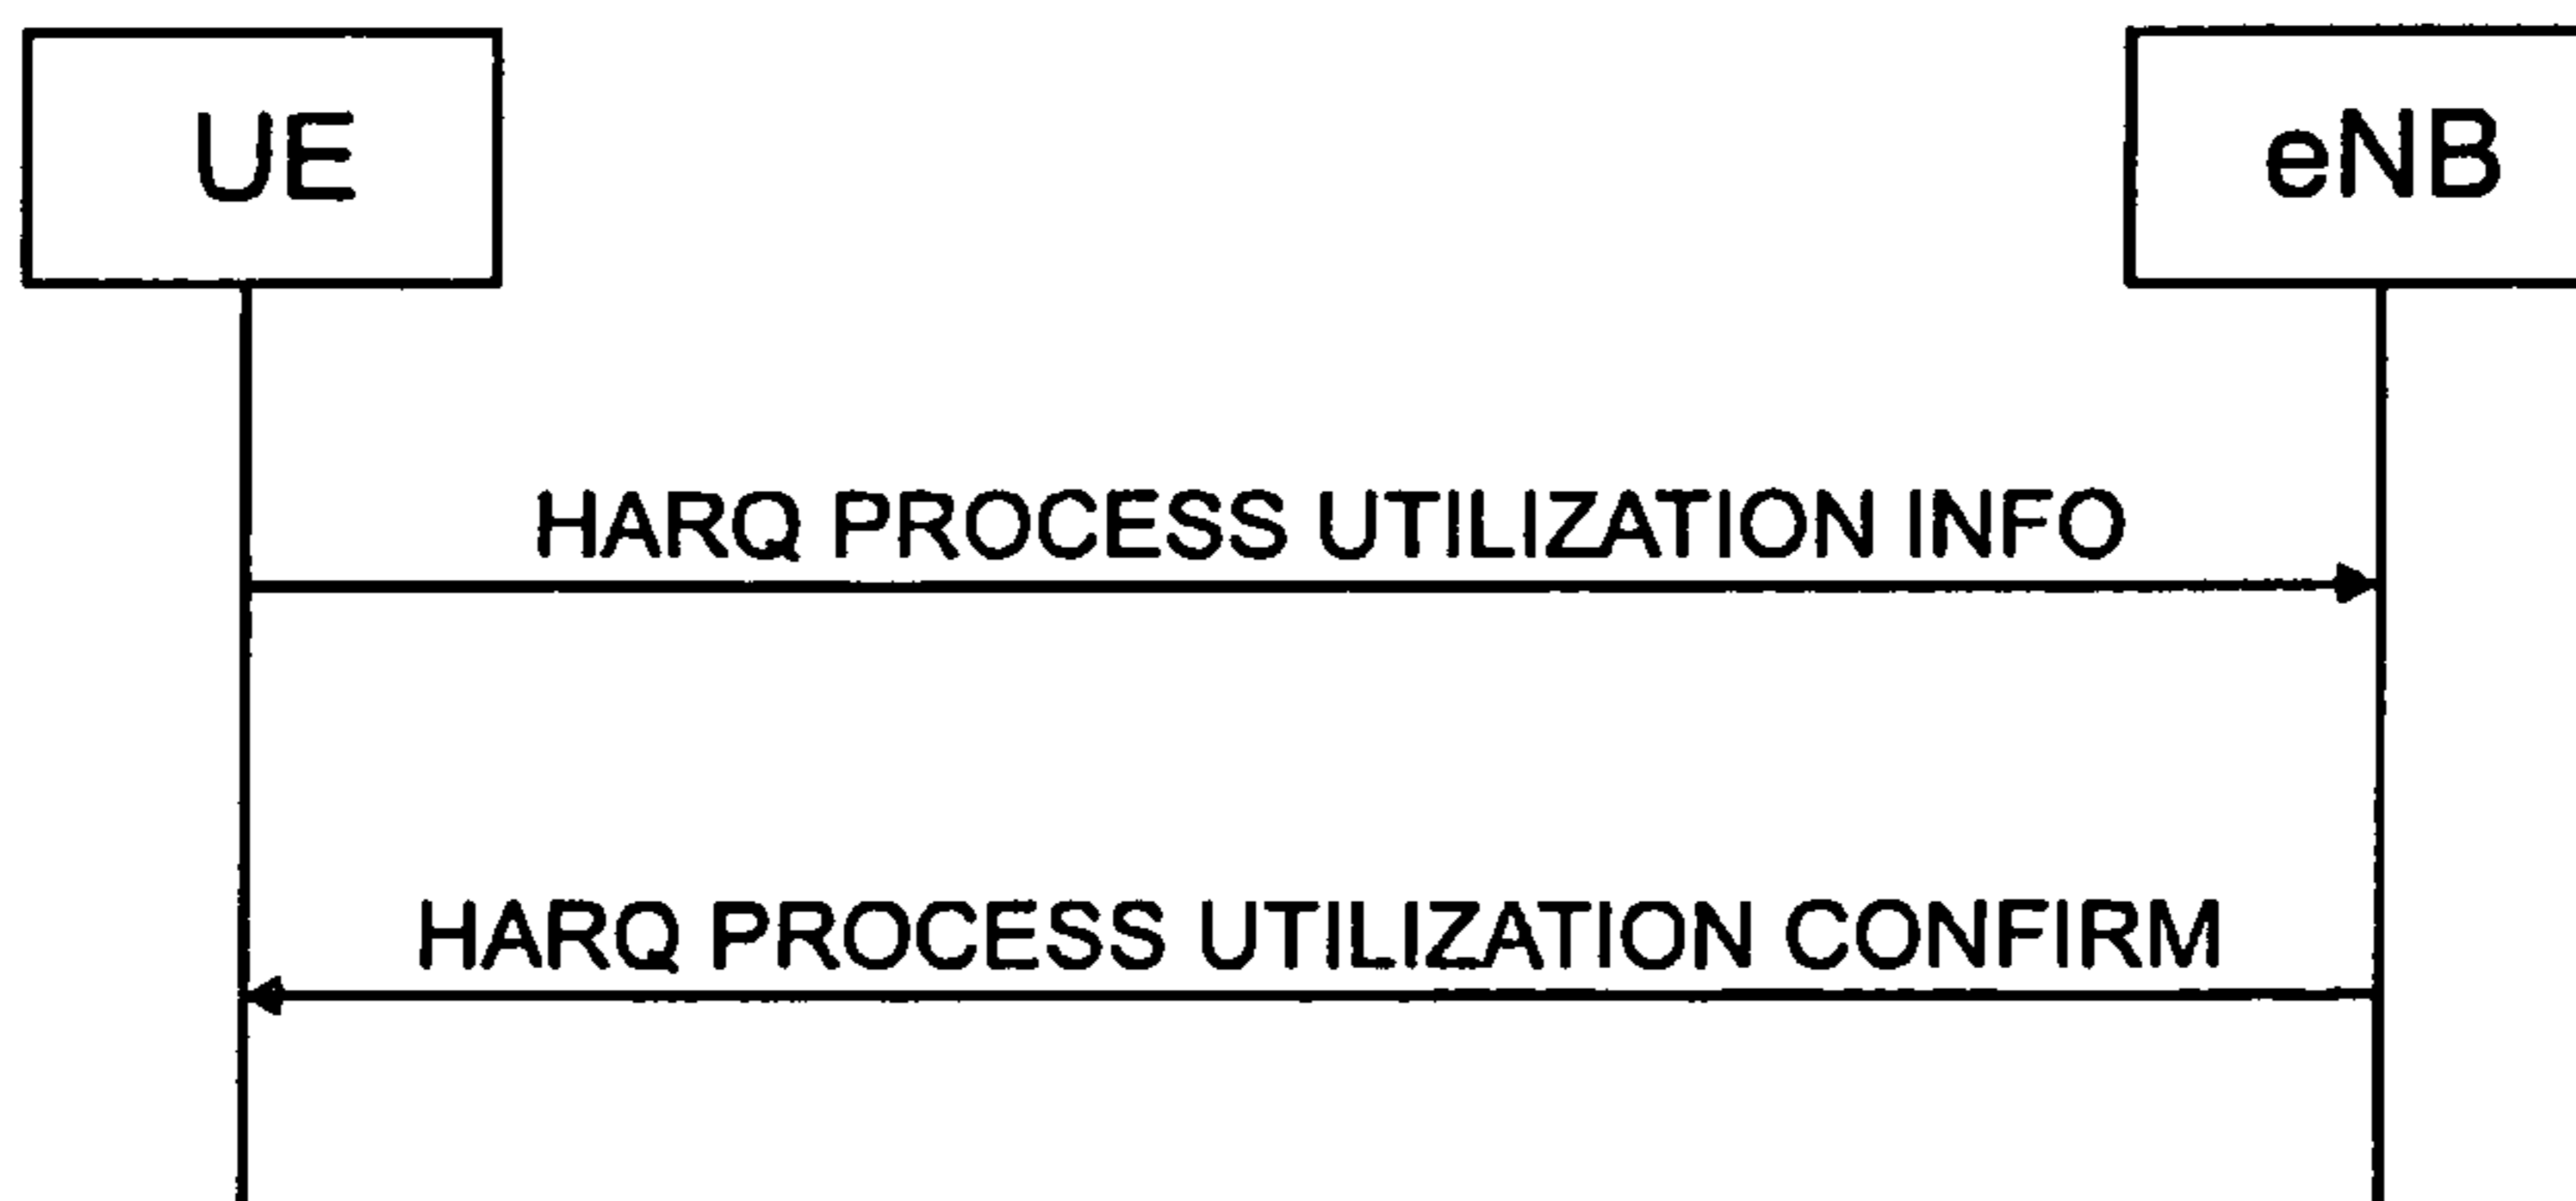 UE
eNB
HARQ PROCESS UTILIZATION INFO
HARQ PROCESS UTILIZATION CONFIRM